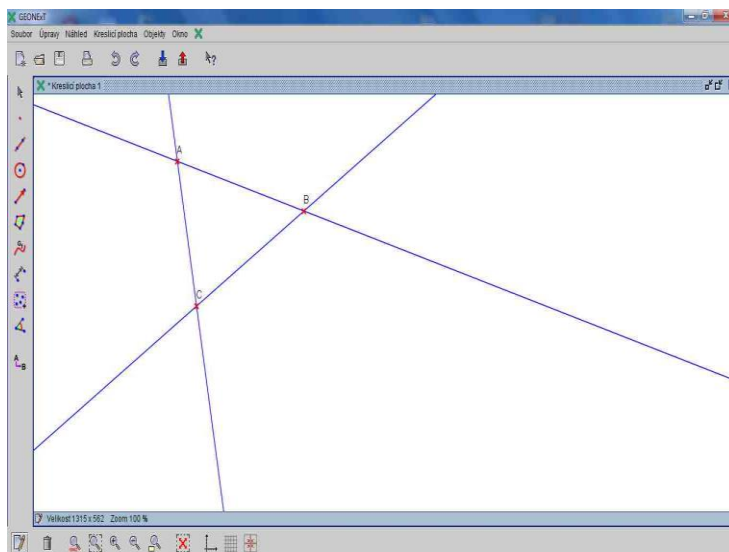 GEONExT
Soubor Úpravy Náhled Kreslicí plocha Objekty Okno
* Kreslicí plocha 1
A
B
C
A
B
Velikost 1315 x 562 Zoom 100 %